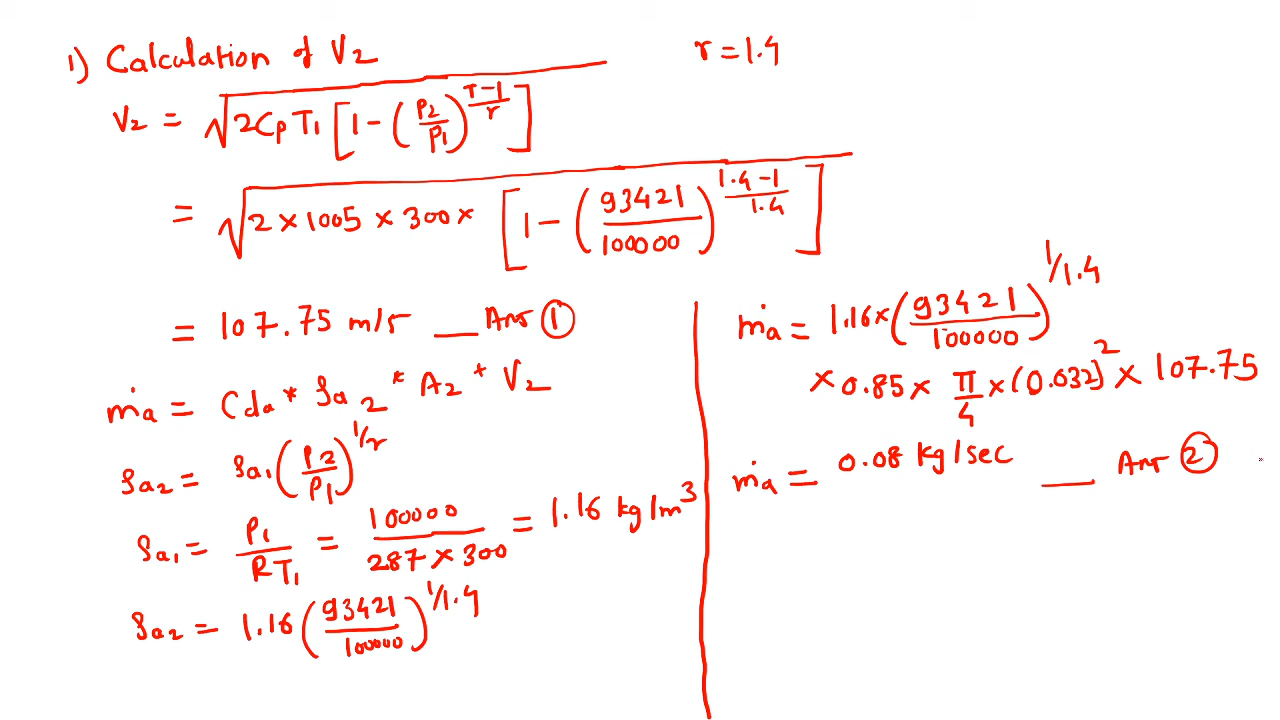 1) Calculation of V2    r = 1.4
V2 = √(2CpT1 [1 - (P2/P1)^((r-1)/r)])
= √(2 × 1005 × 300 × [1 - (93421/100000)^((1.4-1)/1.4)])
= 107.75 m/s __ Ans ①
ṁa = Cda * ρa2 * A2 * V2
ρa2 = ρa1 (P2/P1)^(1/r)
ρa1 = P1/RT1 = 100000/(287 × 300) = 1.16 kg/m³
ρa2 = 1.16 (93421/100000)^(1/1.4)
ṁa = 1.16 × (93421/100000)^(1/1.4)
× 0.85 × π/4 × (0.032)² × 107.75
ṁa = 0.08 kg/sec __ Ans ②